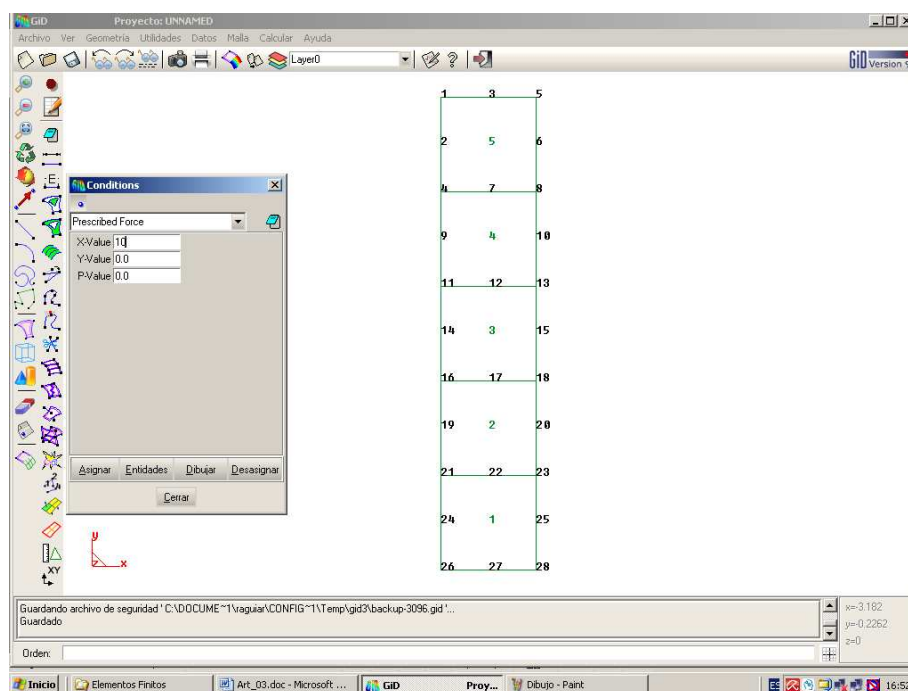 GiD Proyecto: UNNAMED
Archivo Ver Geometría Utilidades Datos Malla Calcular Ayuda
Layer0
GiD Version
Conditions
Prescribed Force
X-Value 10
Y-Value 0.0
P-Value 0.0
Asignar Entidades Dibujar Desasignar
Cerrar
1 3 5
2 5 6
4 7 8
9 4 10
11 12 13
14 3 15
16 17 18
19 2 20
21 22 23
24 1 25
26 27 28
y
z x
Guardando archivo de seguridad ' C:\DOCUME~1\raguiar\CONFIG~1\Temp\gid3\backup-3096.gid '...
Guardado
x=-3.182
y=-0.2262
z=0
Orden:
Inicio Elementos Finitos Art_03.doc - Microsoft ... GiD Proy... Dibujo - Paint ES 16:52